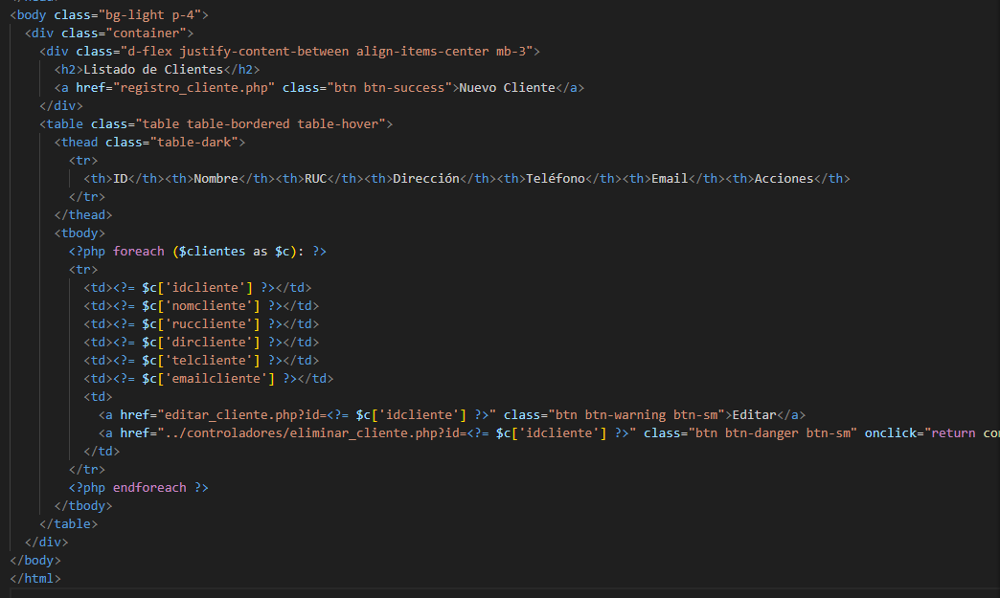 <body class="bg-light p-4">
<div class="container">
<div class="d-flex justify-content-between align-items-center mb-3">
<h2>Listado de Clientes</h2>
<a href="registro_cliente.php" class="btn btn-success">Nuevo Cliente</a>
</div>
<table class="table table-bordered table-hover">
<thead class="table-dark">
<tr>
<th>ID</th><th>Nombre</th><th>RUC</th><th>Dirección</th><th>Teléfono</th><th>Email</th><th>Acciones</th>
</tr>
</thead>
<tbody>
<?php foreach ($clientes as $c): ?>
<tr>
<td><?= $c['idcliente'] ?></td>
<td><?= $c['nomcliente'] ?></td>
<td><?= $c['ruccliente'] ?></td>
<td><?= $c['dircliente'] ?></td>
<td><?= $c['telcliente'] ?></td>
<td><?= $c['emailcliente'] ?></td>
<td>
<a href="editar_cliente.php?id=<?= $c['idcliente'] ?>" class="btn btn-warning btn-sm">Editar</a>
<a href="../controladores/eliminar_cliente.php?id=<?= $c['idcliente'] ?>" class="btn btn-danger btn-sm" onclick="return
</td>
</tr>
<?php endforeach ?>
</tbody>
</table>
</div>
</body>
</html>